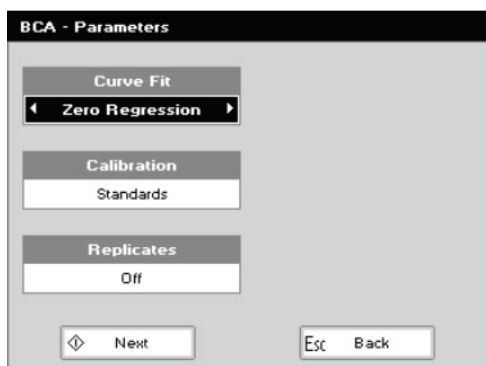 BCA - Parameters
Curve Fit
Zero Regression
Calibration
Standards
Replicates
Off
Next
Esc Back